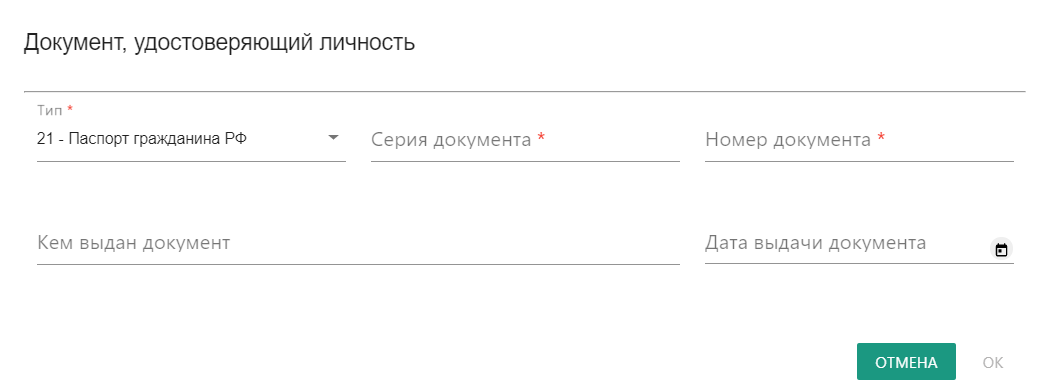 Документ, удостоверяющий личность
Тип *
21 - Паспорт гражданина РФ
Серия документа *
Номер документа *
Кем выдан документ
Дата выдачи документа
ОТМЕНА
ОК